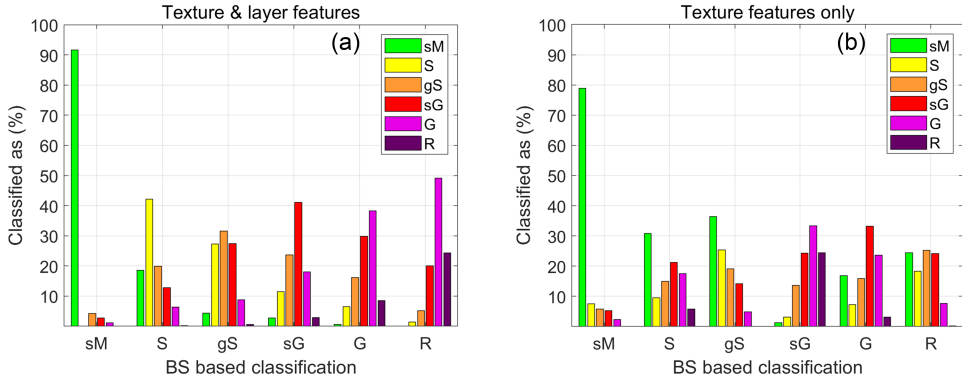 Texture & layer features
(a)
Classified as (%)
100
90
80
70
60
50
40
30
20
10
sM
S
gS
sG
G
R
sM
S
gS
sG
G
R
BS based classification
Texture features only
(b)
Classified as (%)
100
90
80
70
60
50
40
30
20
10
sM
S
gS
sG
G
R
sM
S
gS
sG
G
R
BS based classification